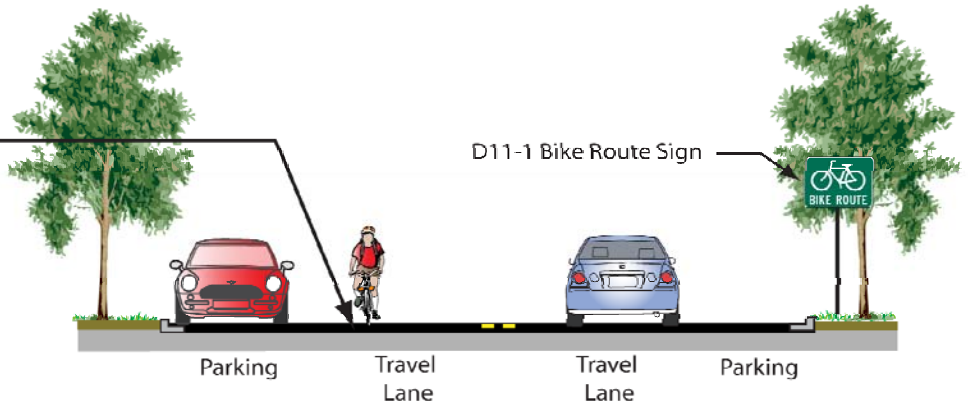 D11-1 Bike Route Sign
BIKE ROUTE
Parking
Travel
Lane
Travel
Lane
Parking